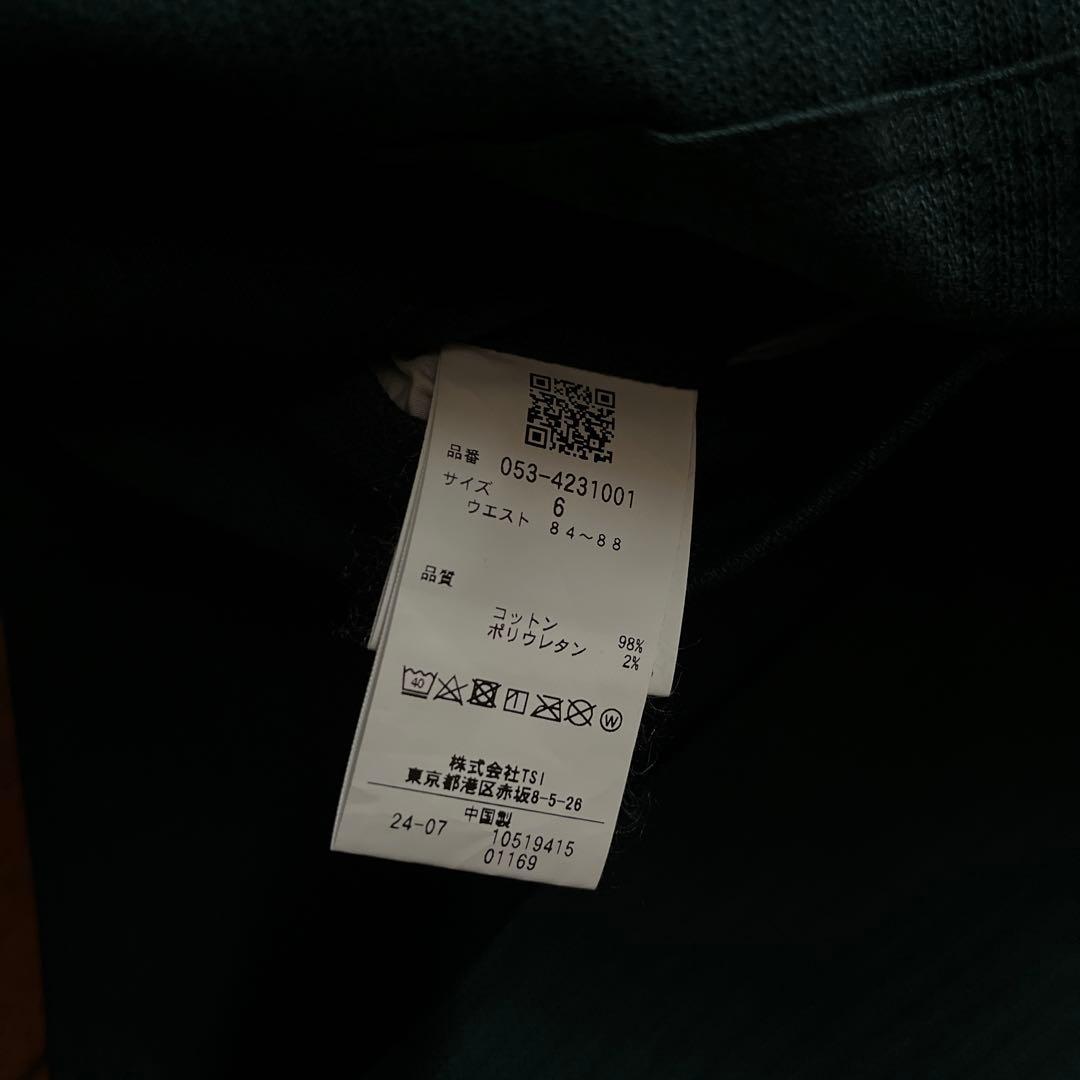 品番 053-4231001
サイズ 6
ウエスト 84~88
品質
コットン 98%
ポリウレタン 2%
40 W
株式会社TSI
東京都港区赤坂8-5-26
中国製
24-07 10519415
01169